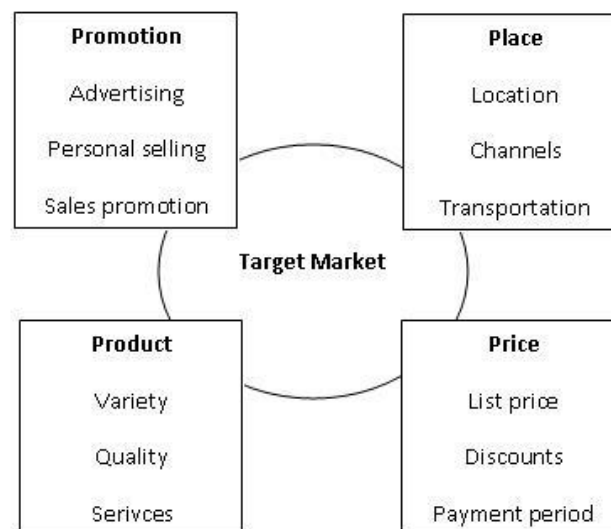 Promotion
Advertising
Personal selling
Sales promotion
Place
Location
Channels
Transportation
Target Market
Product
Variety
Quality
Serivces
Price
List price
Discounts
Payment period